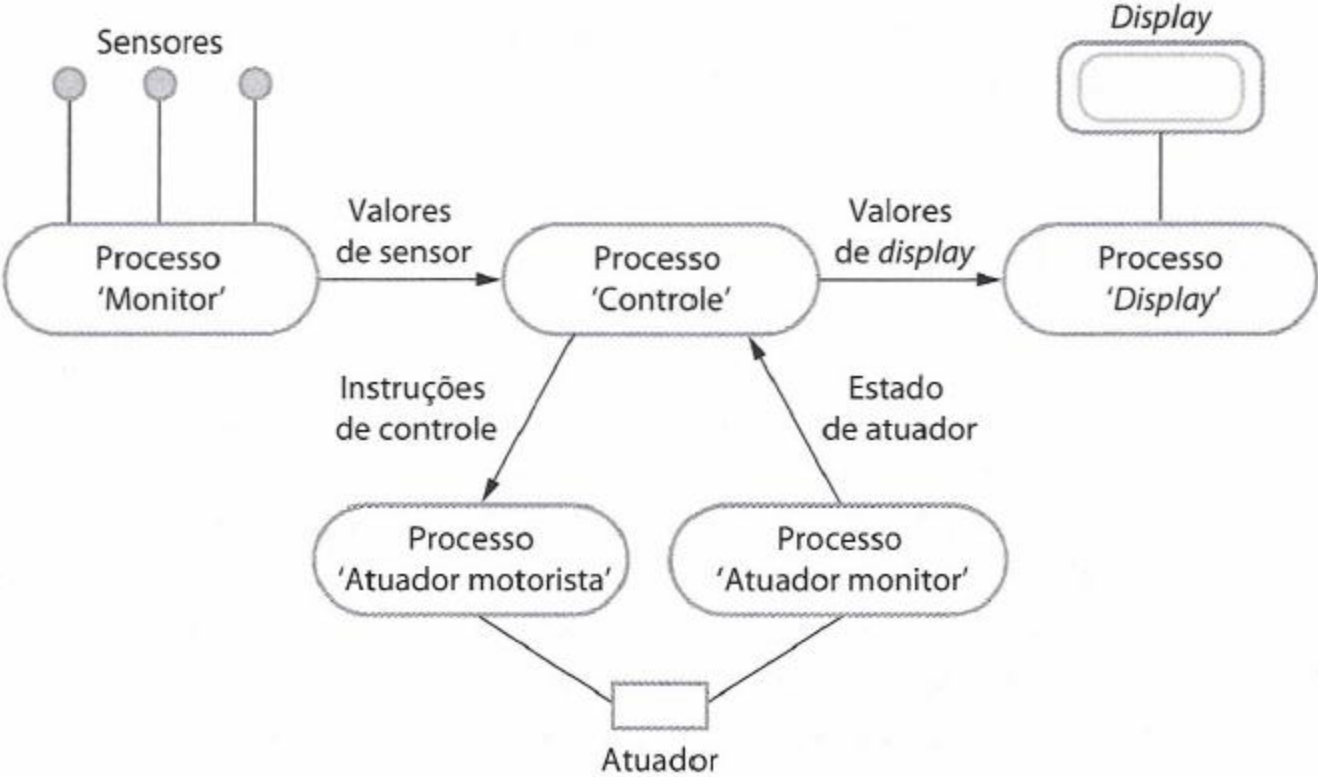 Sensores
Display
Valores
de sensor
Valores
de display
Processo
'Monitor'
Processo
'Controle'
Processo
'Display'
Instruções
de controle
Estado
de atuador
Processo
'Atuador motorista'
Processo
'Atuador monitor'
Atuador